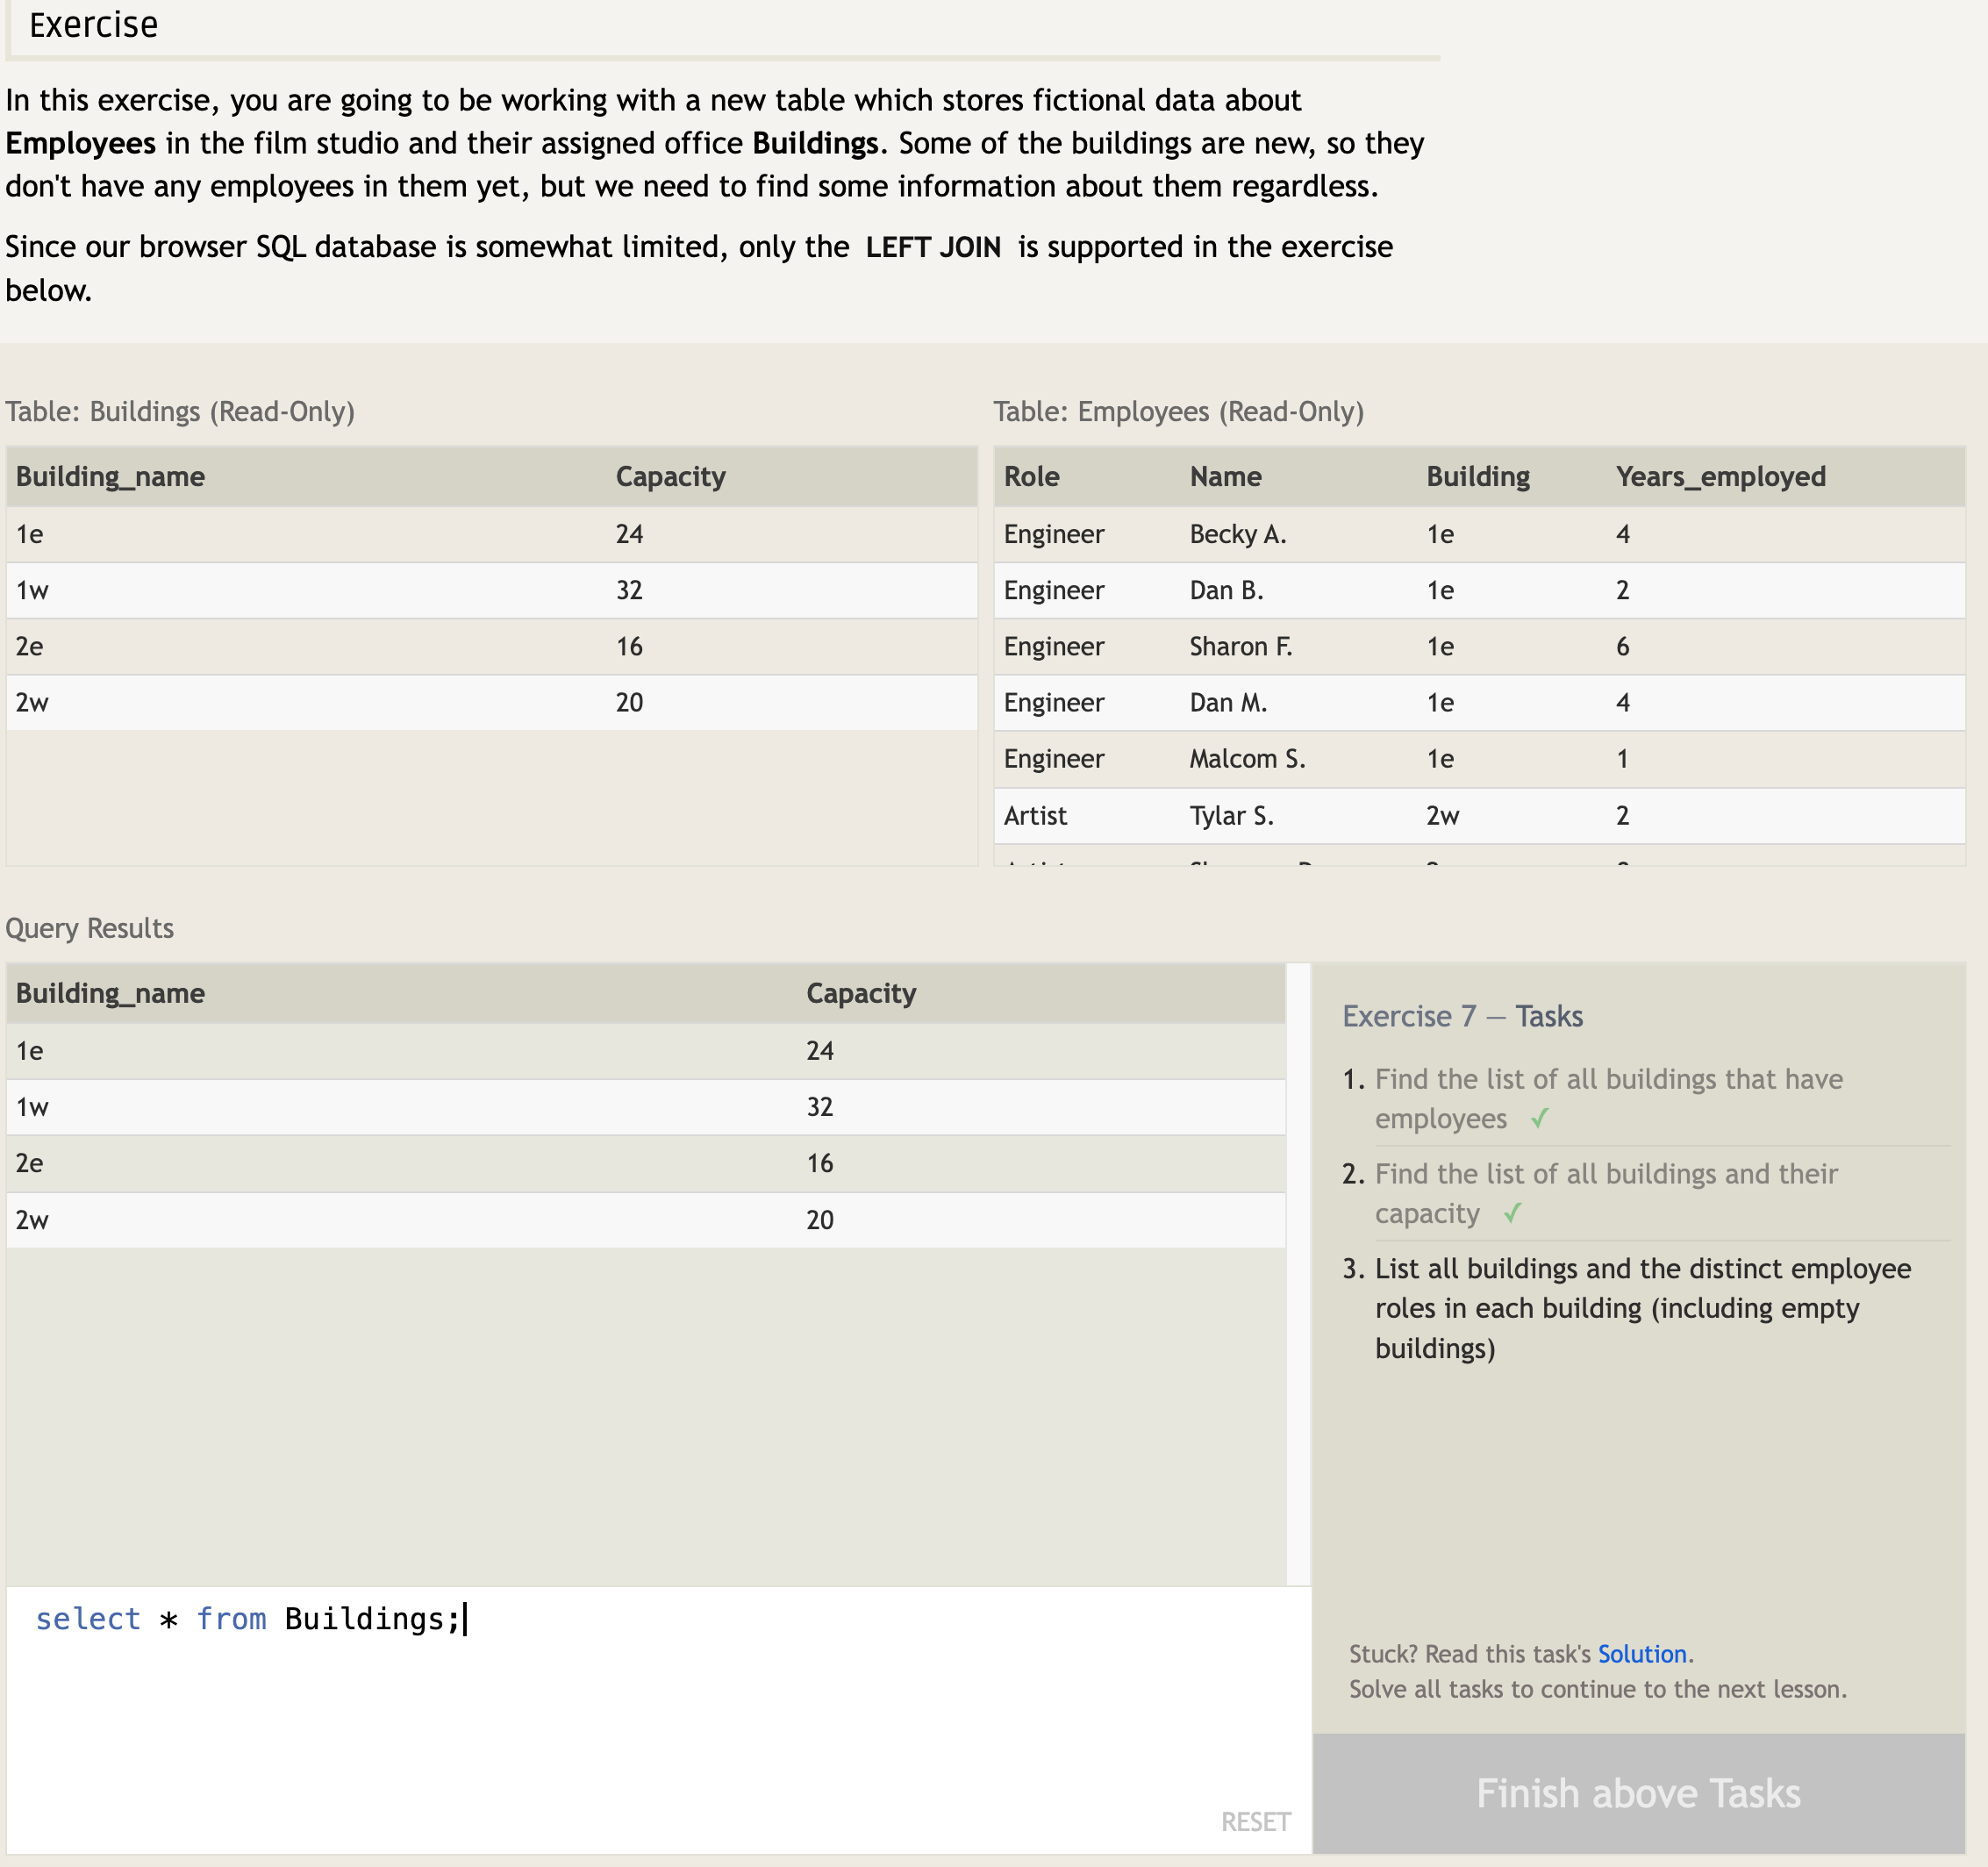 Exercise
In this exercise, you are going to be working with a new table which stores fictional data about
Employees in the film studio and their assigned office Buildings. Some of the buildings are new, so they
don't have any employees in them yet, but we need to find some information about them regardless.
Since our browser SQL database is somewhat limited, only the LEFT JOIN is supported in the exercise
below.
Table: Buildings (Read-Only)
Building_name Capacity
1e 24
1w 32
2e 16
2w 20
Table: Employees (Read-Only)
Role Name Building Years_employed
Engineer Becky A. 1e 4
Engineer Dan B. 1e 2
Engineer Sharon F. 1e 6
Engineer Dan M. 1e 4
Engineer Malcom S. 1e 1
Artist Tylar S. 2w 2
Query Results
Building_name Capacity
1e 24
1w 32
2e 16
2w 20
select * from Buildings;
RESET
Exercise 7 — Tasks
1. Find the list of all buildings that have
employees ✓
2. Find the list of all buildings and their
capacity ✓
3. List all buildings and the distinct employee
roles in each building (including empty
buildings)
Stuck? Read this task's Solution.
Solve all tasks to continue to the next lesson.
Finish above Tasks